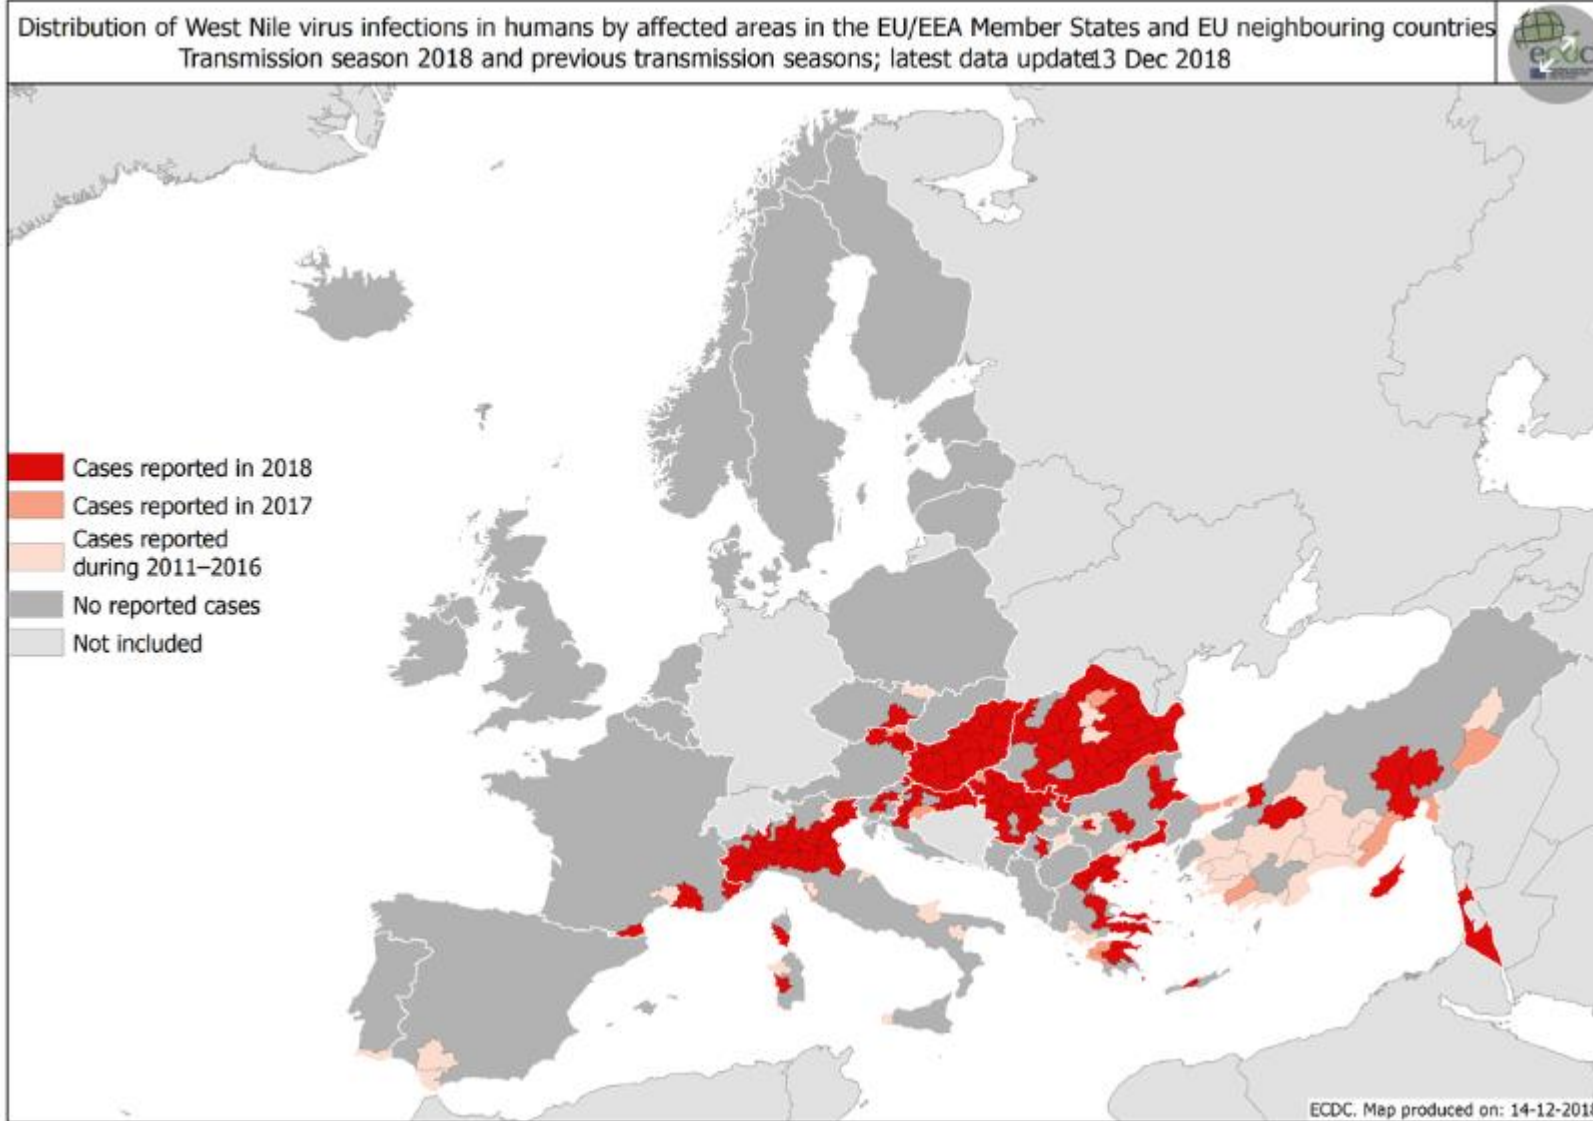 Distribution of West Nile virus infections in humans by affected areas in the EU/EEA Member States and EU neighbouring countries
Transmission season 2018 and previous transmission seasons; latest data update13 Dec 2018
ecdc
Cases reported in 2018
Cases reported in 2017
Cases reported
during 2011–2016
No reported cases
Not included
ECDC. Map produced on: 14-12-2018